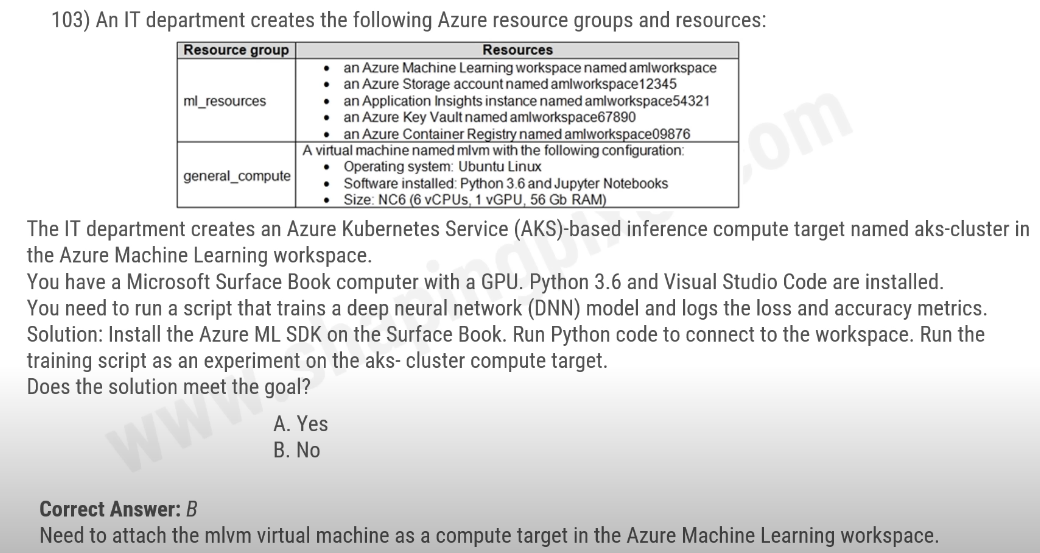 103) An IT department creates the following Azure resource groups and resources:
Resource group Resources
• an Azure Machine Learning workspace named amlworkspace
• an Azure Storage account named amlworkspace12345
ml_resources • an Application Insights instance named amlworkspace54321
• an Azure Key Vault named amlworkspace67890
• an Azure Container Registry named amlworkspace09876
A virtual machine named mlvm with the following configuration:
• Operating system: Ubuntu Linux
general_compute • Software installed: Python 3.6 and Jupyter Notebooks
• Size: NC6 (6 vCPUs, 1 vGPU, 56 Gb RAM)
The IT department creates an Azure Kubernetes Service (AKS)-based inference compute target named aks-cluster in
the Azure Machine Learning workspace.
You have a Microsoft Surface Book computer with a GPU. Python 3.6 and Visual Studio Code are installed.
You need to run a script that trains a deep neural network (DNN) model and logs the loss and accuracy metrics.
Solution: Install the Azure ML SDK on the Surface Book. Run Python code to connect to the workspace. Run the
training script as an experiment on the aks- cluster compute target.
Does the solution meet the goal?
A. Yes
B. No
Correct Answer: B
Need to attach the mlvm virtual machine as a compute target in the Azure Machine Learning workspace.